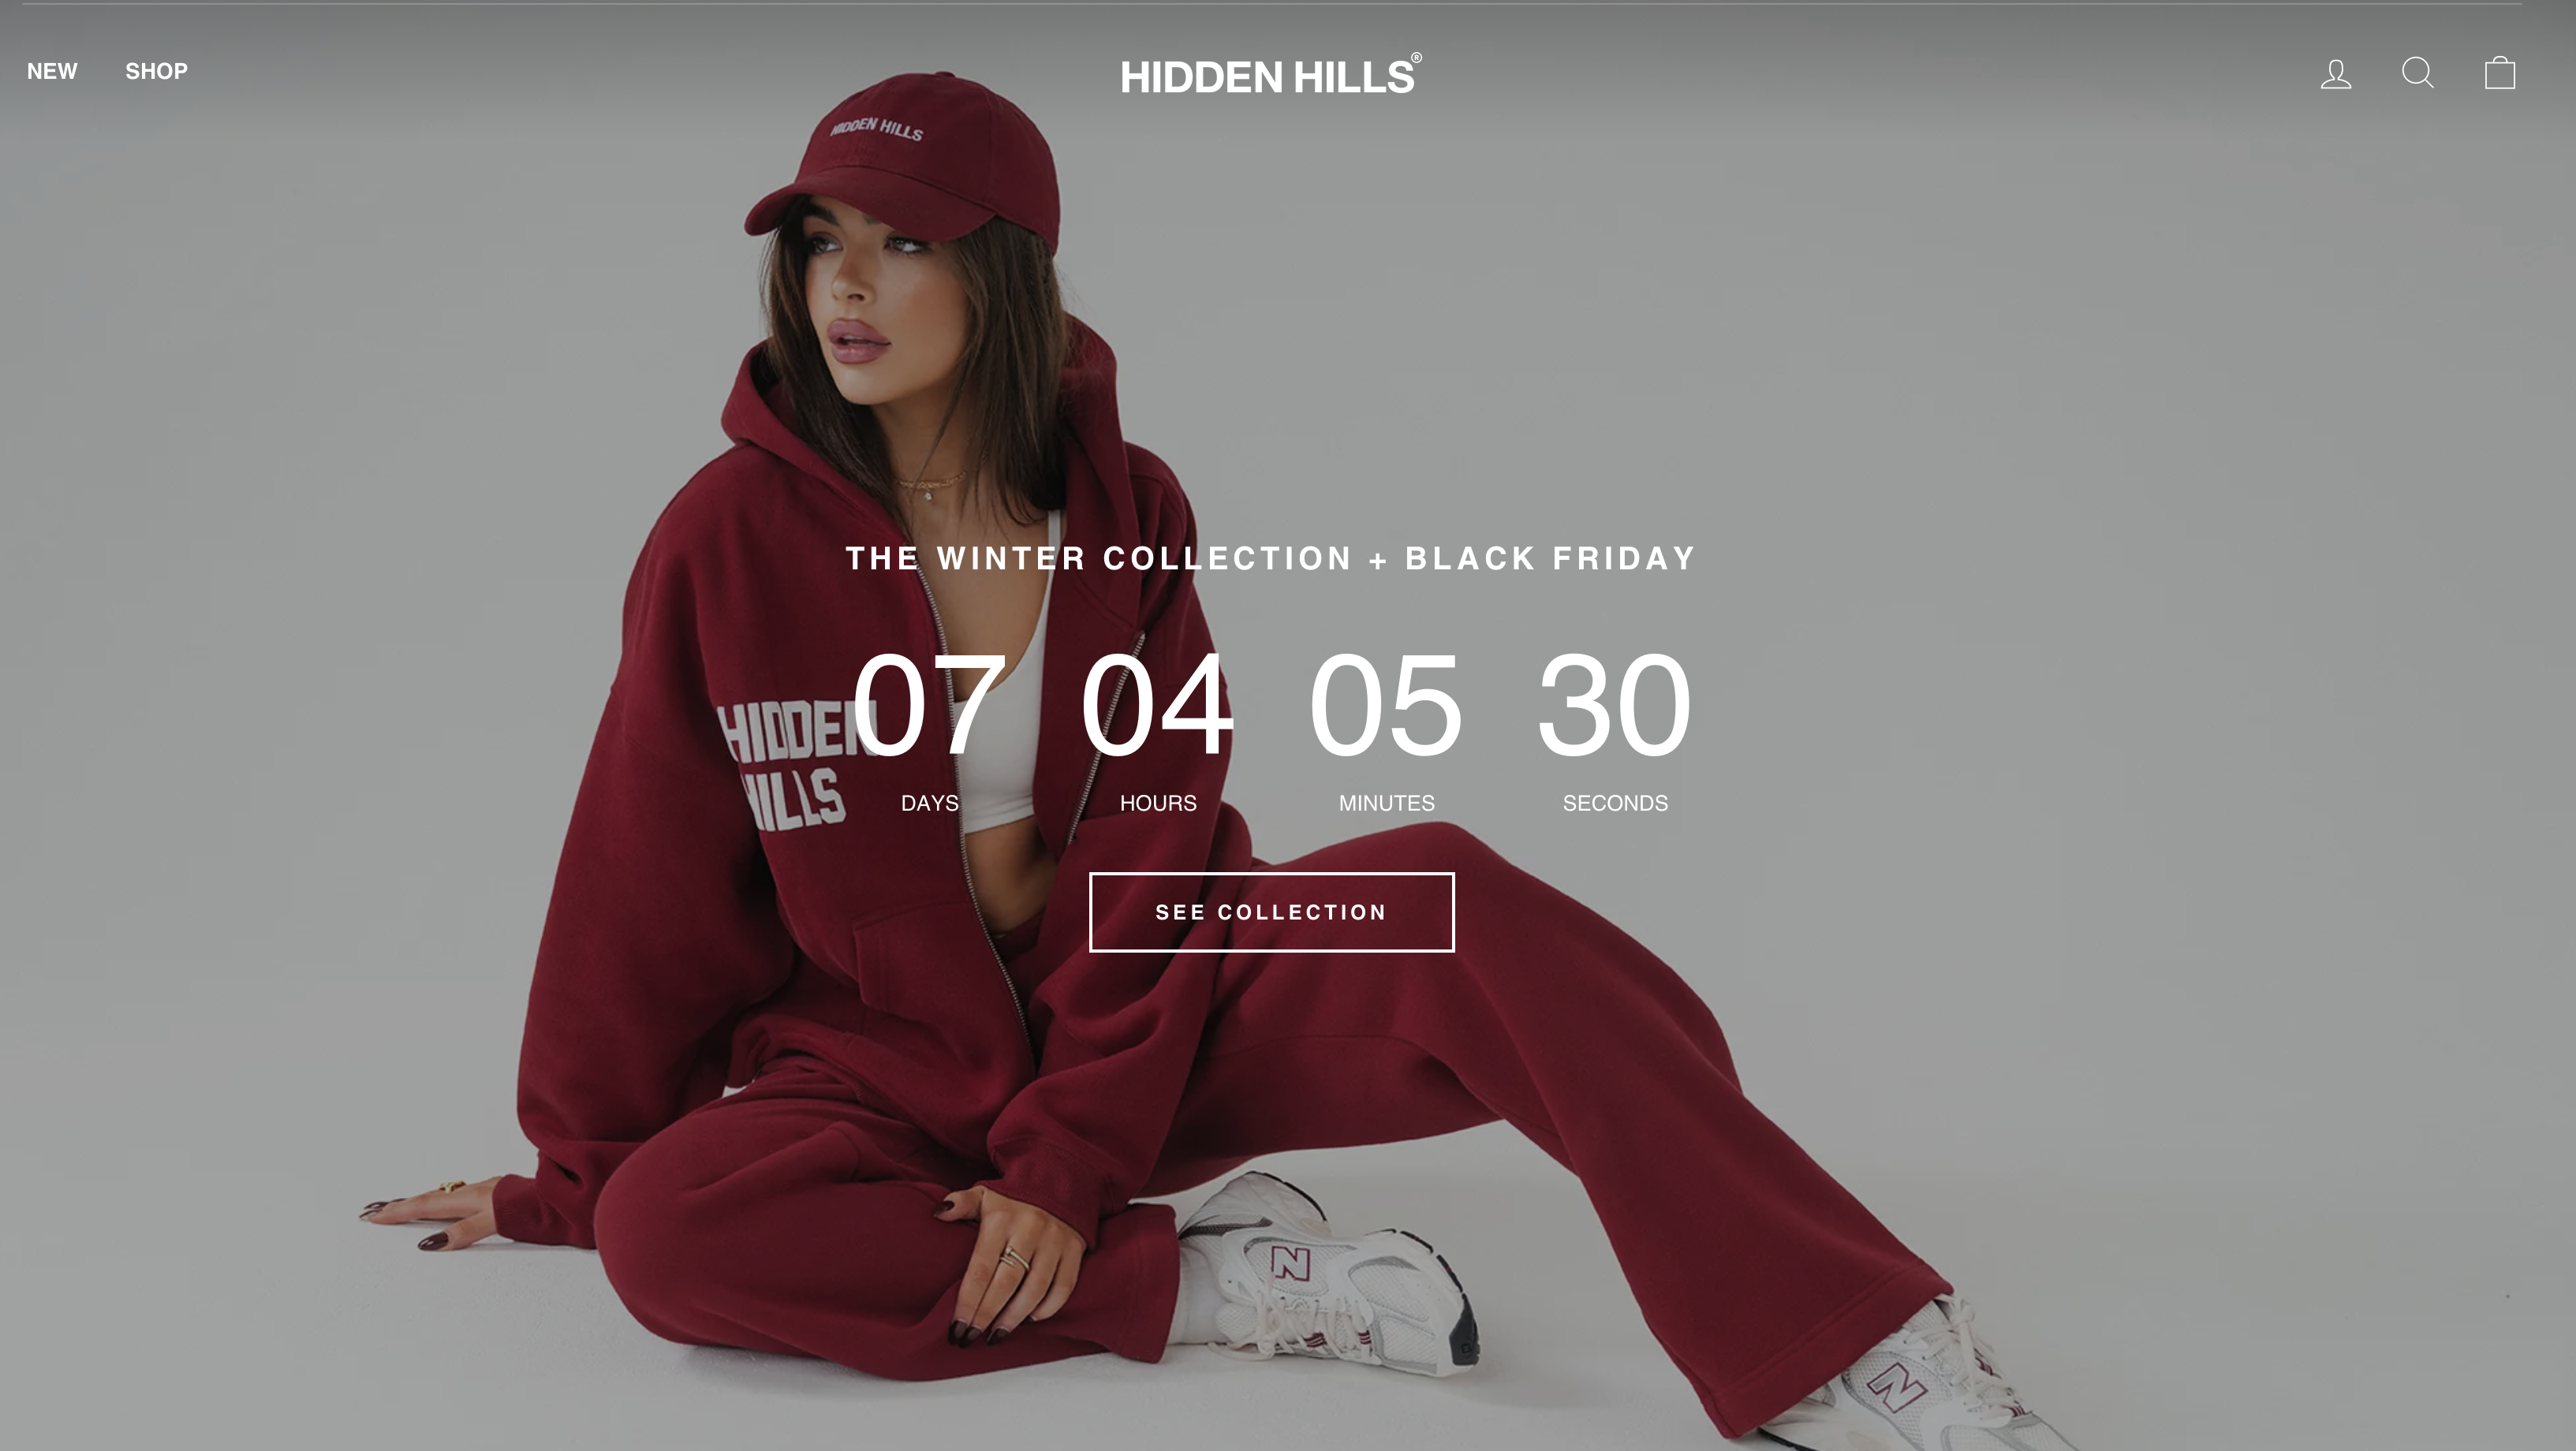 NEW
SHOP
HIDDEN HILLS®
HIDDEN HILLS
THE WINTER COLLECTION + BLACK FRIDAY
07 04 05 30
DAYS HOURS MINUTES SECONDS
HIDDEN
HILLS
SEE COLLECTION
N
N